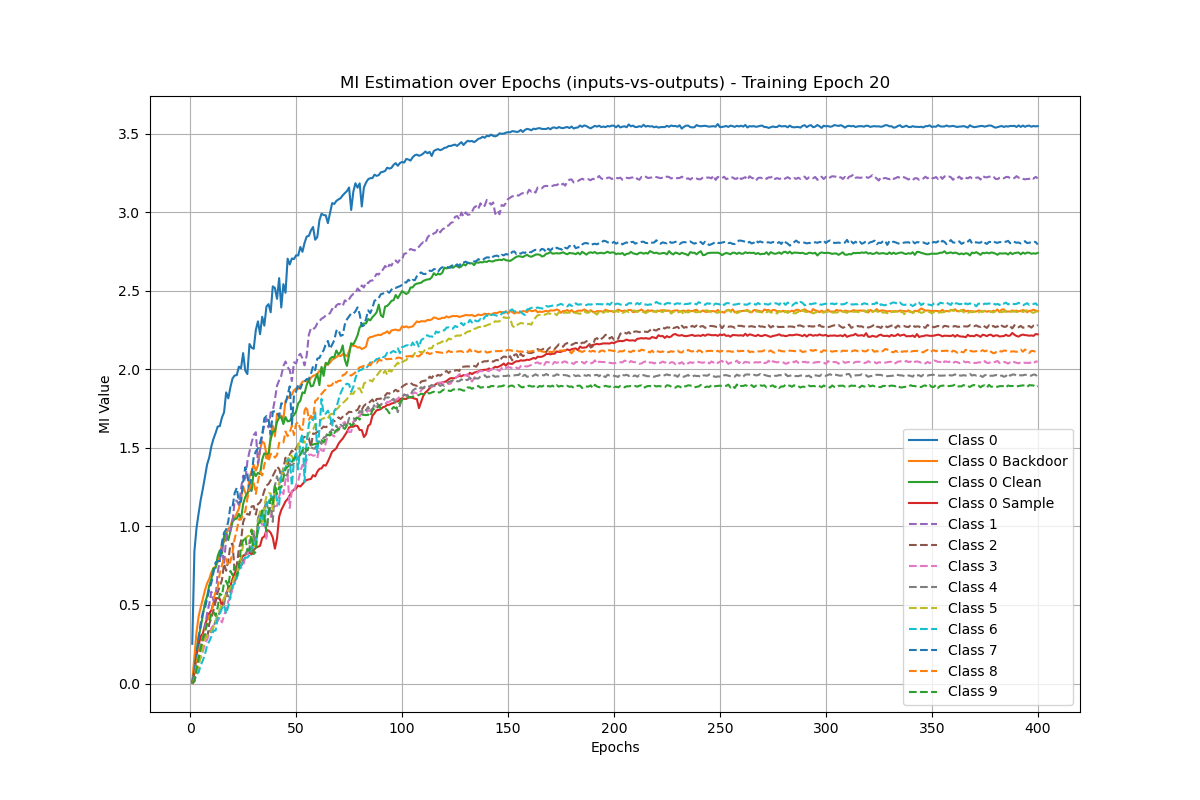 MI Estimation over Epochs (inputs-vs-outputs) - Training Epoch 20
MI Value
3.5
3.0
2.5
2.0
1.5
1.0
0.5
0.0
0 50 100 150 200 250 300 350 400
Epochs
Class 0
Class 0 Backdoor
Class 0 Clean
Class 0 Sample
Class 1
Class 2
Class 3
Class 4
Class 5
Class 6
Class 7
Class 8
Class 9